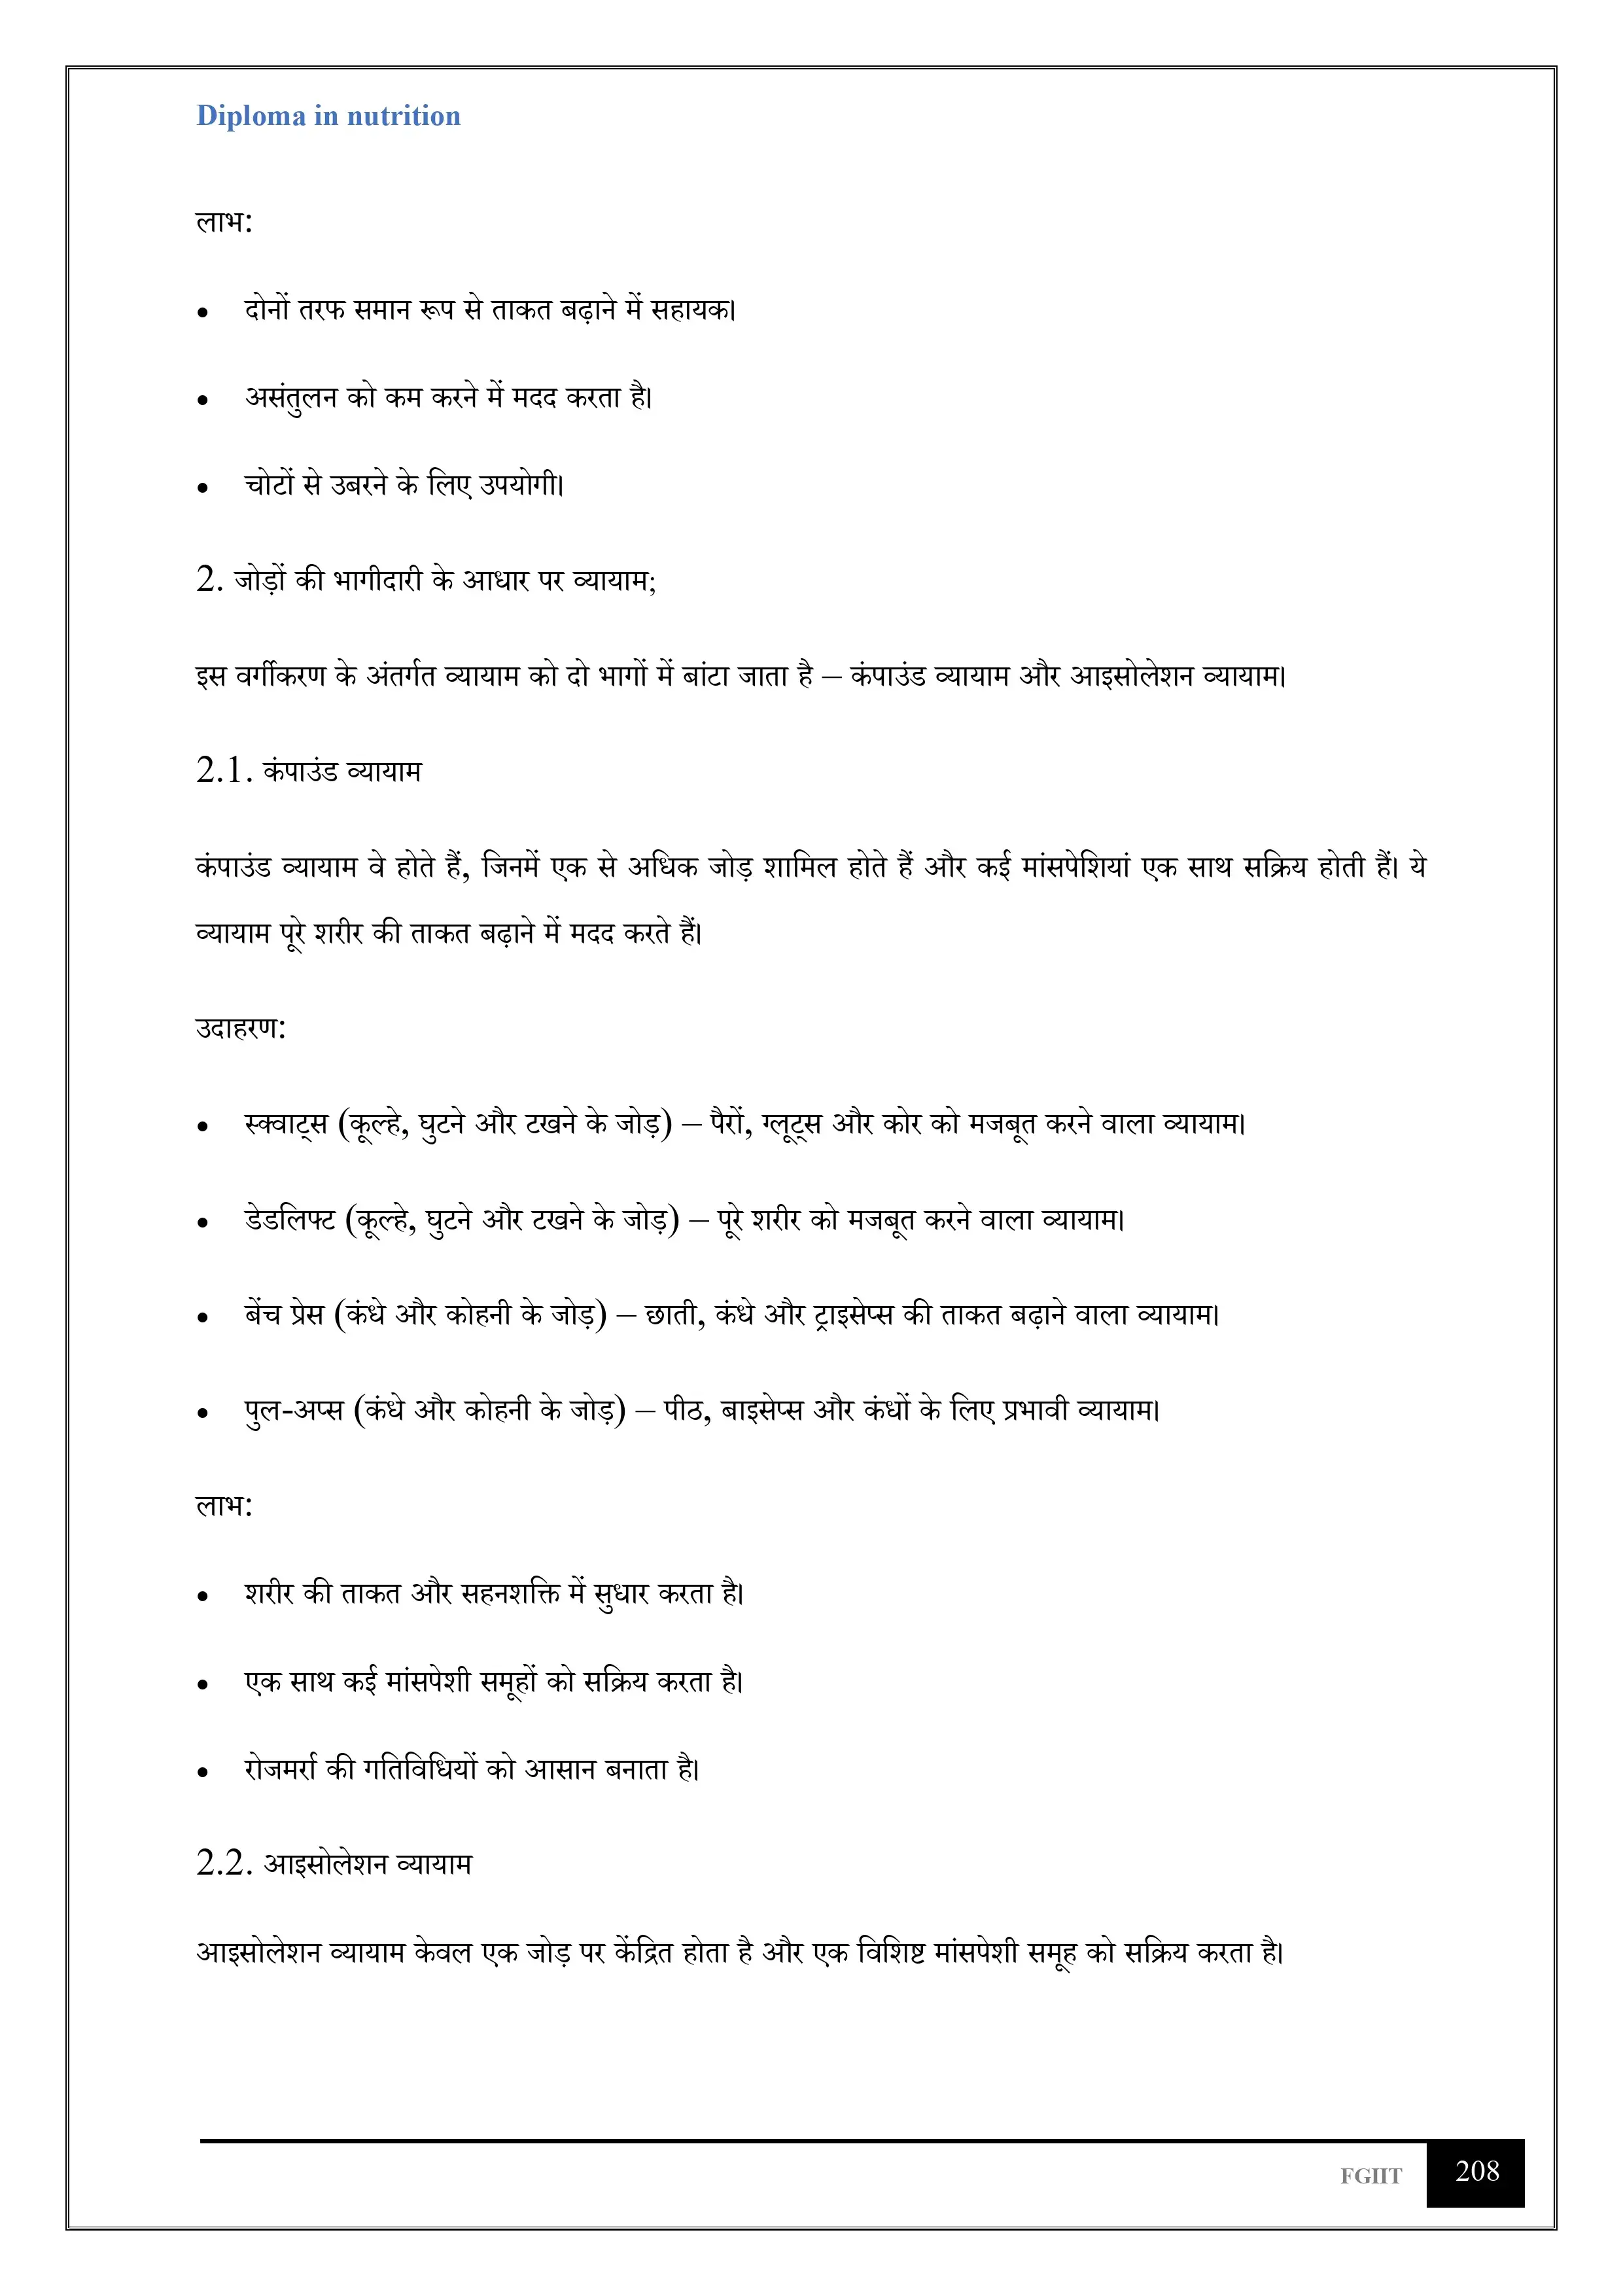 Diploma in nutrition
लाभ:
• दोनों तरफ समान रूप से ताकत बढ़ाने में सहायक।
• असंतुलन को कम करने में मदद करता है।
• चोटों से उबरने के लिए उपयोगी।
2. जोड़ों की भागीदारी के आधार पर व्यायाम;
इस वर्गीकरण के अंतर्गत व्यायाम को दो भागों में बांटा जाता है – कंपाउंड व्यायाम और आइसोलेशन व्यायाम।
2.1. कंपाउंड व्यायाम
कंपाउंड व्यायाम वे होते हैं, जिनमें एक से अधिक जोड़ शामिल होते हैं और कई मांसपेशियां एक साथ सक्रिय होती हैं। ये
व्यायाम पूरे शरीर की ताकत बढ़ाने में मदद करते हैं।
उदाहरण:
• स्क्वाट्स (कूल्हे, घुटने और टखने के जोड़) – पैरों, ग्लूट्स और कोर को मजबूत करने वाला व्यायाम।
• डेडलिफ्ट (कूल्हे, घुटने और टखने के जोड़) – पूरे शरीर को मजबूत करने वाला व्यायाम।
• बेंच प्रेस (कंधे और कोहनी के जोड़) – छाती, कंधे और ट्राइसेप्स की ताकत बढ़ाने वाला व्यायाम।
• पुल-अप्स (कंधे और कोहनी के जोड़) – पीठ, बाइसेप्स और कंधों के लिए प्रभावी व्यायाम।
लाभ:
• शरीर की ताकत और सहनशक्ति में सुधार करता है।
• एक साथ कई मांसपेशी समूहों को सक्रिय करता है।
• रोजमर्रा की गतिविधियों को आसान बनाता है।
2.2. आइसोलेशन व्यायाम
आइसोलेशन व्यायाम केवल एक जोड़ पर केंद्रित होता है और एक विशिष्ट मांसपेशी समूह को सक्रिय करता है।
FGIIT 208